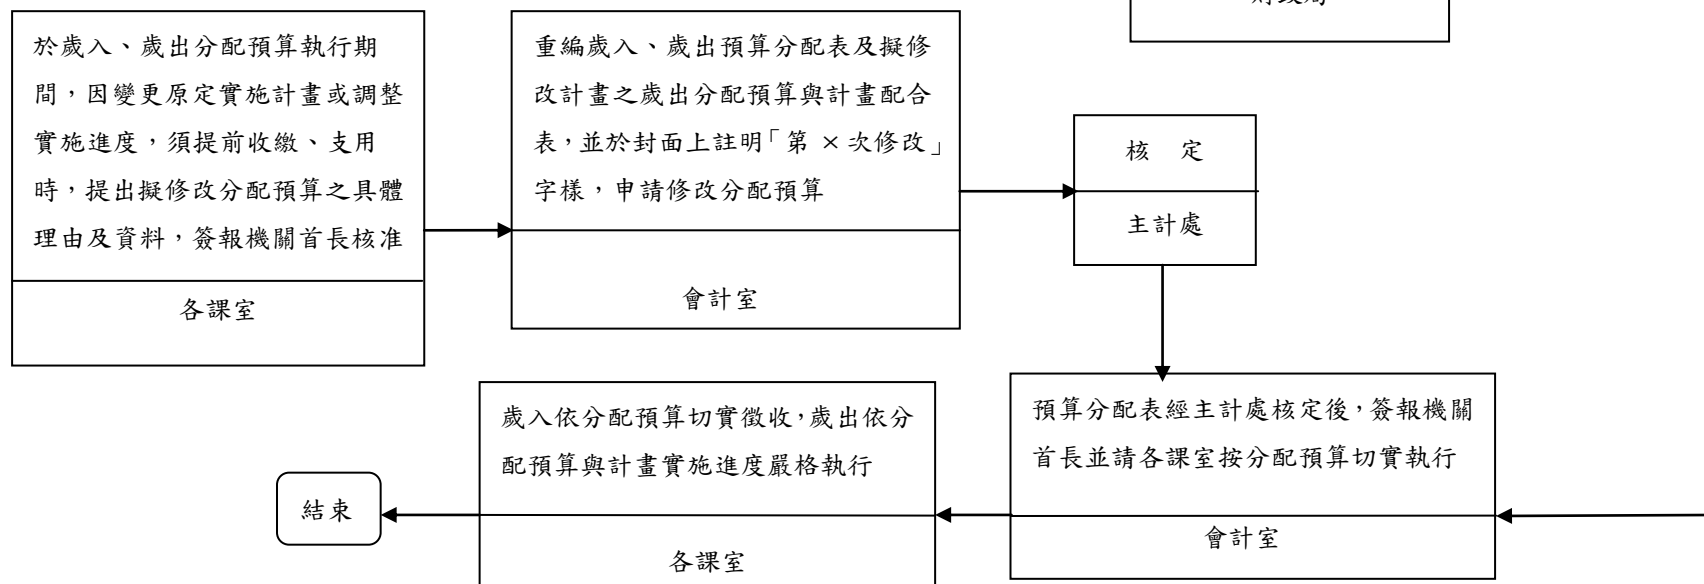 於歲入、歲出分配預算執行期
間，因變更原定實施計畫或調整
實施進度，須提前收繳、支用
時，提出擬修改分配預算之具體
理由及資料，簽報機關首長核准
各課室
重編歲入、歲出預算分配表及擬修
改計畫之歲出分配預算與計畫配合
表，並於封面上註明「第 × 次修改」
字樣，申請修改分配預算
會計室
核 定
主計處
預算分配表經主計處核定後，簽報機關
首長並請各課室按分配預算切實執行
會計室
歲入依分配預算切實徵收，歲出依分
配預算與計畫實施進度嚴格執行
各課室
結束